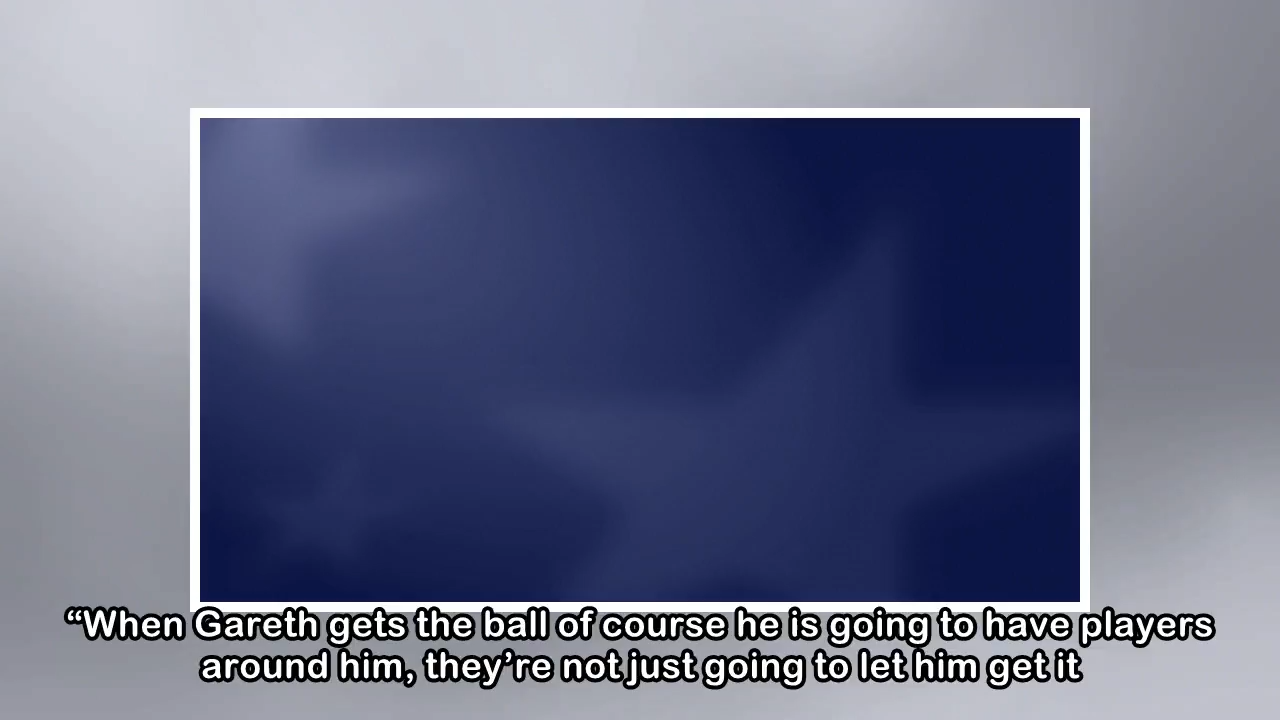 “When Gareth gets the ball of course he is going to have players
around him, they’re not just going to let him get it